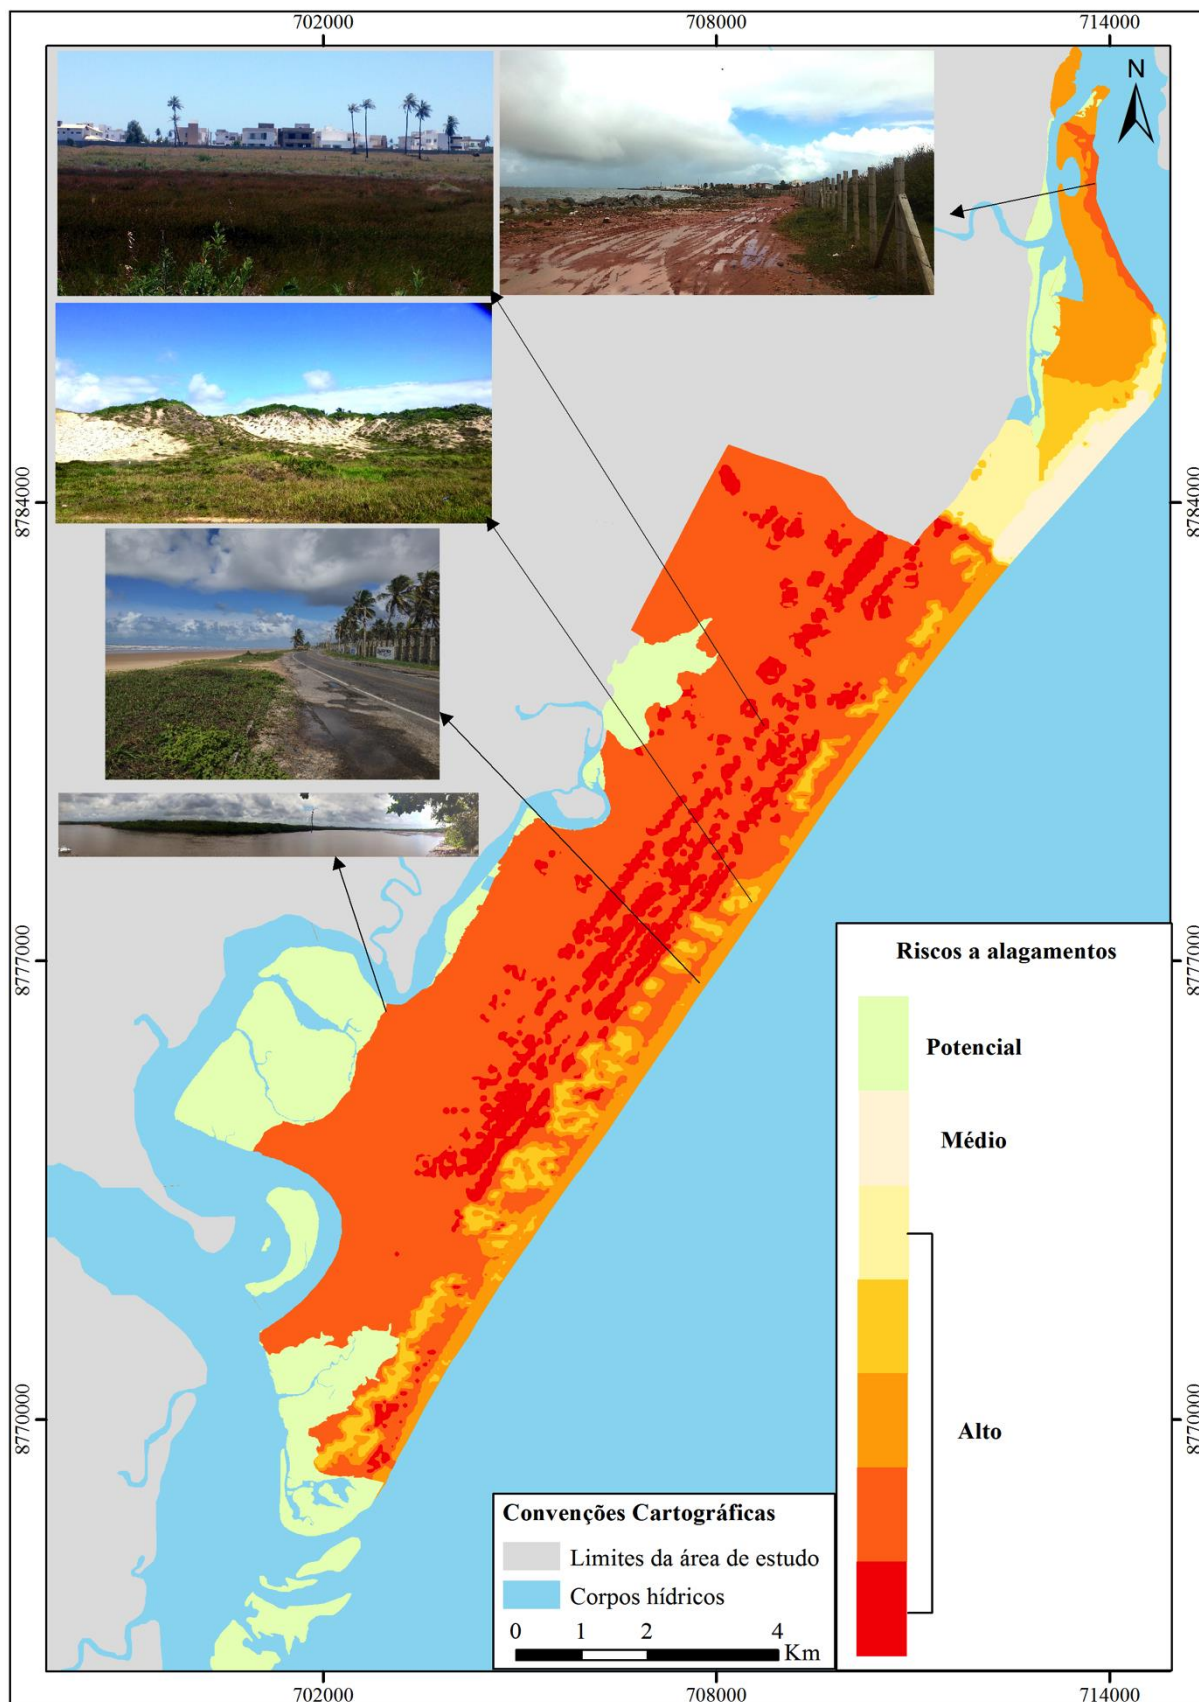 702000
708000
714000
N
8784000
8784000
8777000
8777000
Riscos a alagamentos
Potencial
Médio
Alto
8770000
8770000
Convenções Cartográficas
Limites da área de estudo
Corpos hídricos
0 1 2 4
Km
702000
708000
714000